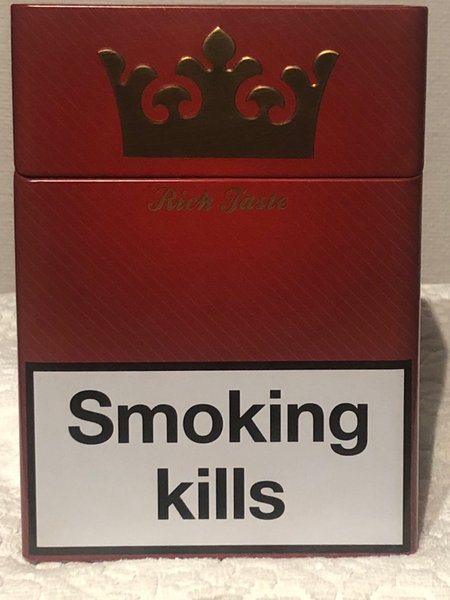 Rich Taste
Smoking
kills